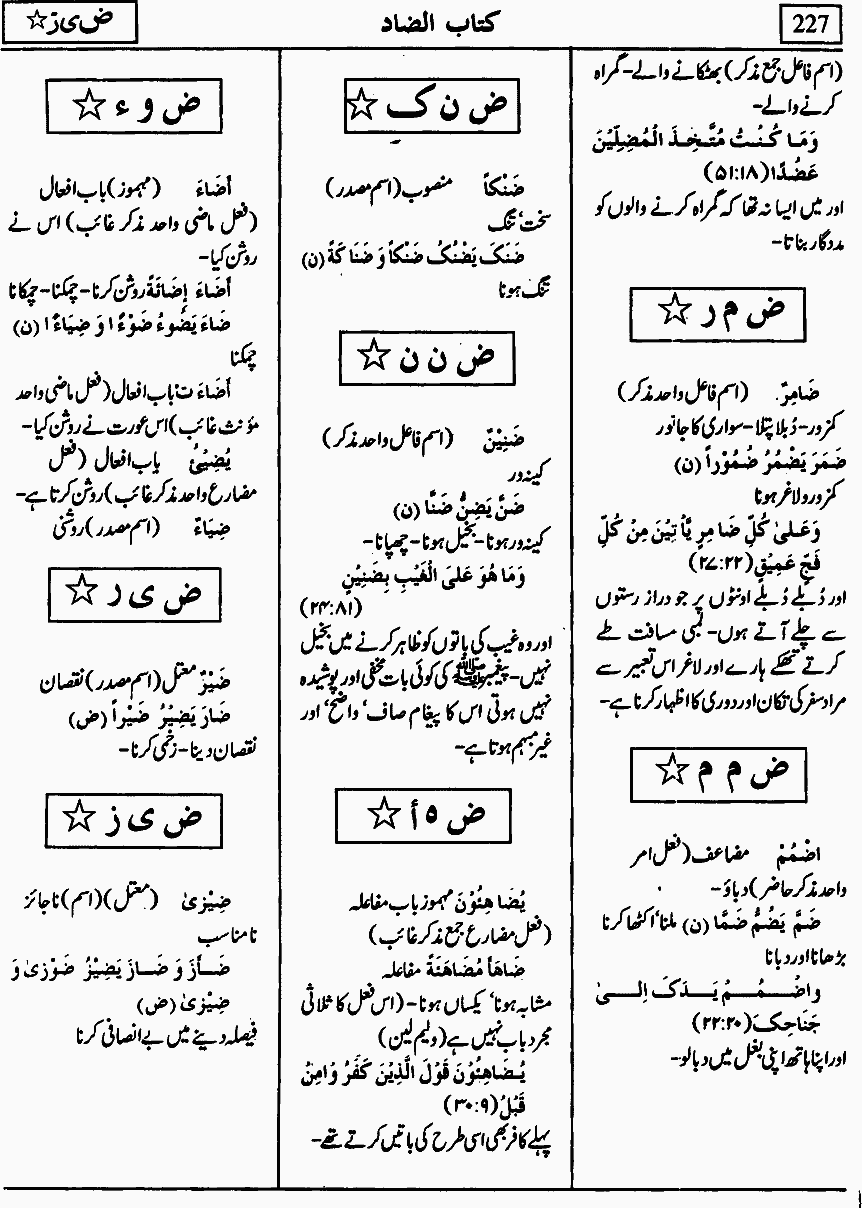 227
کتاب الضاد
ض ی ز ☆
(اسم فاعل جمع مذکر) بھٹکانے والے - گمراہ
کرنے والے -
وَمَا كُنْتُ مُتَّخِذَ الْمُضِلِّيْنَ
عَضُدًا (۵۱:۱۸)
اور میں ایسا نہ تھا کہ گمراہ کرنے والوں کو
مددگار بناتا -
ض م ر ☆
ضَامِرٌ (اسم فاعل واحد مذکر)
کمزور - دُبلا پتلا - سواری کا جانور
ضَمَرَ يَضْمُرُ ضُمُوْراً (ن)
کمزور و لاغر ہونا
وَعَلىٰ كُلِّ ضَامِرٍ يَّأْتِيْنَ مِنْ كُلِّ
فَجٍّ عَمِيْقٍ (۲۷:۲۲)
اور دُبلے دُبلے اونٹوں پر جو دراز رستوں
سے چلے آتے ہوں - لمبی مسافت طے
کرتے تھکے ہارے اور لاغر اس تعبیر سے
مراد سفر کی تکان اور دوری کا اظہار کرنا ہے -
ض م م ☆
اضْمُمْ مضاعف (فعل امر
واحد مذکر حاضر) دباؤ -
ضَمَّ يَضُمُّ ضَمًّا (ن) ملنا ' اکٹھا کرنا
بڑھانا اور دبانا
وَاضْمُمْ يَدَكَ إِلىٰ
جَنَاحِكَ (۲۲:۲۰)
اور اپنا ہاتھ اپنی بغل میں دبا لو -
ض ن ک ☆
ضَنْكاً منصوب (اسم مصدر)
سخت ' تنگ
ضَنَكَ يَضْنُكُ ضَنْكاً وَ ضَنَا كَةً (ن)
تنگ ہونا
ض ن ن ☆
ضَنِيْنٌ (اسم فاعل واحد مذکر)
کینہ ور
ضَنَّ يَضِنُّ ضَنًّا (ن)
کینہ ور ہونا - بخیل ہونا - چھپانا -
وَمَا هُوَ عَلَى الْغَيْبِ بِضَنِيْنٍ
(۲۴:۸۱)
اور وہ غیب کی باتوں کو ظاہر کرنے میں بخیل
نہیں - پیغمبر ﷺ کی کوئی بات مخفی اور پوشیدہ
نہیں ہوتی اس کا پیغام صاف ' واضح ' اور
غیر مبہم ہوتا ہے -
ض ہ أ ☆
يُضَاهِئُوْنَ مہموز باب مفاعلہ
(فعل مضارع جمع مذکر غائب)
ضَاهَأَ مُضَاهَئَةً مفاعلہ
مشابہ ہونا ' یکساں ہونا - (اس فعل کا ثلاثی
مجرد باب نہیں ہے (ولیم لین)
يُضَاهِئُوْنَ قَوْلَ الَّذِيْنَ كَفَرُوْا مِنْ
قَبْلُ (۳۰:۹)
پہلے کافر بھی اسی طرح کی باتیں کرتے تھے -
ض و ء ☆
أَضَاءَ (مہموز) باب افعال
(فعل ماضی واحد مذکر غائب) اس نے
روشن کیا -
أَضَاءَ إِضَائَةً روشن کرنا - چمکنا - چمکانا
ضَاءَ يَضُوءُ ضَوْءًا وَ ضِيَاءًا (ن)
چمکنا
أَضَاءَ ت باب افعال (فعل ماضی واحد
مؤنث غائب) اس عورت نے روشن کیا -
يُضِيْئُ باب افعال (فعل
مضارع واحد مذکر غائب) روشن کرتا ہے -
ضِيَاءٌ (اسم مصدر) روشنی
ض ی ر ☆
ضَيْرٌ معتل (اسم مصدر) نقصان
ضَارَ يَضِيْرُ ضَيْراً (ض)
نقصان دینا - زخمی کرنا -
ض ی ز ☆
ضِيْزىٰ (معتل) (اسم) ناجائز
نامناسب
ضَأَزَ وَ ضَازَ يَضِيْزُ ضَوْزىٰ وَ
ضِيْزىٰ (ض)
فیصلہ دینے میں بے انصافی کرنا